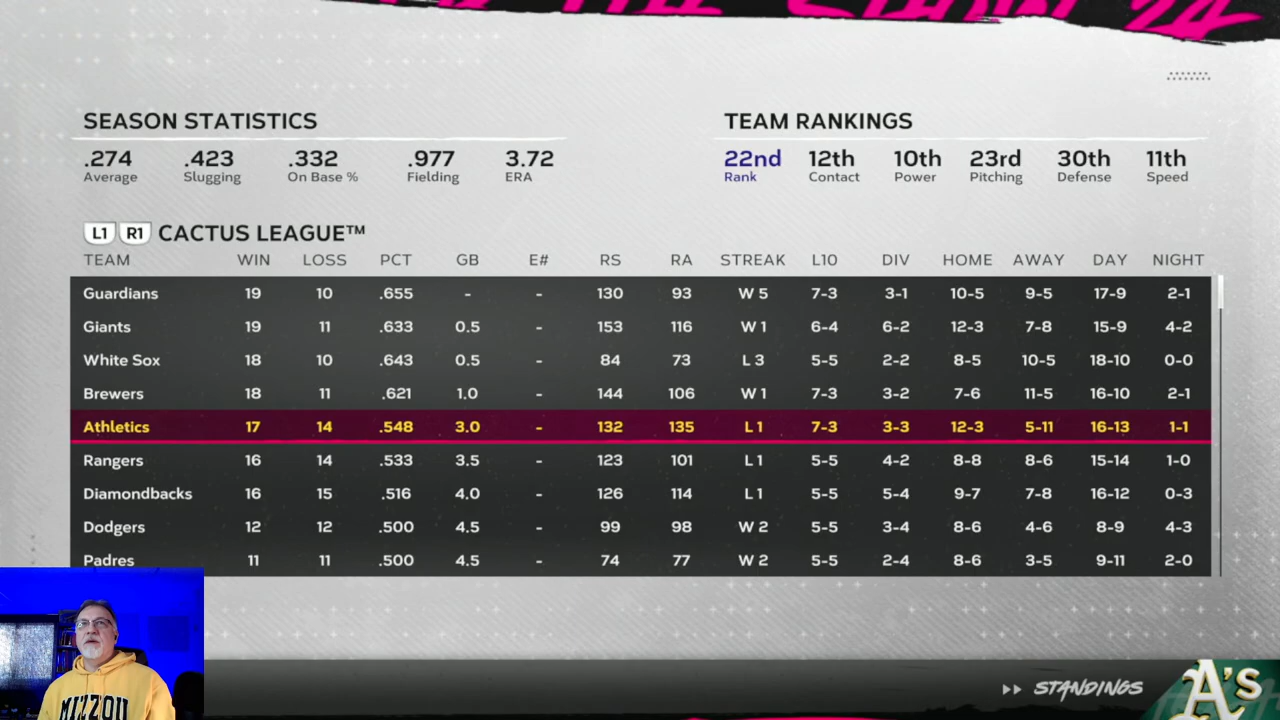 SHOW 24
SEASON STATISTICS
.274 .423 .332 .977 3.72
Average Slugging On Base % Fielding ERA
TEAM RANKINGS
22nd 12th 10th 23rd 30th 11th
Rank Contact Power Pitching Defense Speed
L1 R1 CACTUS LEAGUE™
TEAM WIN LOSS PCT GB E# RS RA STREAK L10 DIV HOME AWAY DAY NIGHT
Guardians 19 10 .655 - - 130 93 W 5 7-3 3-1 10-5 9-5 17-9 2-1
Giants 19 11 .633 0.5 - 153 116 W 1 6-4 6-2 12-3 7-8 15-9 4-2
White Sox 18 10 .643 0.5 - 84 73 L 3 5-5 2-2 8-5 10-5 18-10 0-0
Brewers 18 11 .621 1.0 - 144 106 W 1 7-3 3-2 7-6 11-5 16-10 2-1
Athletics 17 14 .548 3.0 - 132 135 L 1 7-3 3-3 12-3 5-11 16-13 1-1
Rangers 16 14 .533 3.5 - 123 101 L 1 5-5 4-2 8-8 8-6 15-14 1-0
Diamondbacks 16 15 .516 4.0 - 126 114 L 1 5-5 5-4 9-7 7-8 16-12 0-3
Dodgers 12 12 .500 4.5 - 99 98 W 2 5-5 3-4 8-6 4-6 8-9 4-3
Padres 11 11 .500 4.5 - 74 77 W 2 5-5 2-4 8-6 3-5 9-11 2-0
MIZZOU
STANDINGS
A's